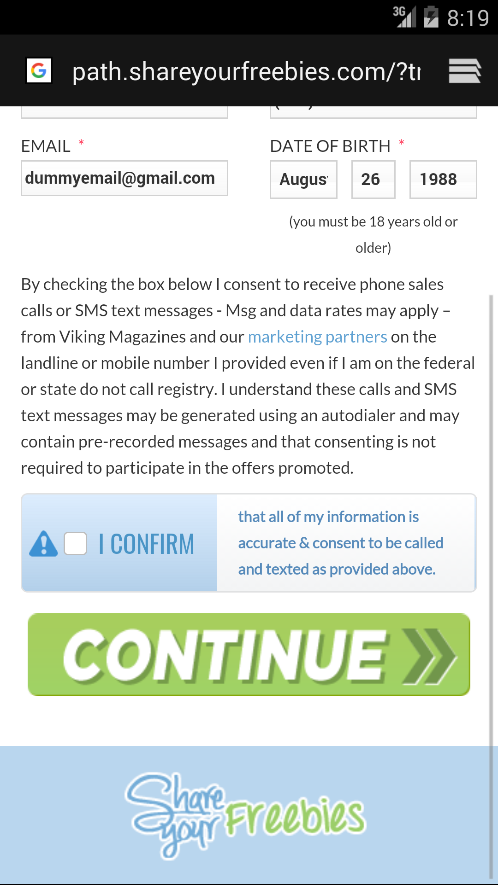 3G 8:19
G path.shareyourfreebies.com/?tr
EMAIL * DATE OF BIRTH *
dummyemail@gmail.com Augus 26 1988
(you must be 18 years old or
older)
By checking the box below I consent to receive phone sales
calls or SMS text messages - Msg and data rates may apply –
from Viking Magazines and our marketing partners on the
landline or mobile number I provided even if I am on the federal
or state do not call registry. I understand these calls and SMS
text messages may be generated using an autodialer and may
contain pre-recorded messages and that consenting is not
required to participate in the offers promoted.
I CONFIRM
that all of my information is
accurate & consent to be called
and texted as provided above.
CONTINUE
Share
your Freebies